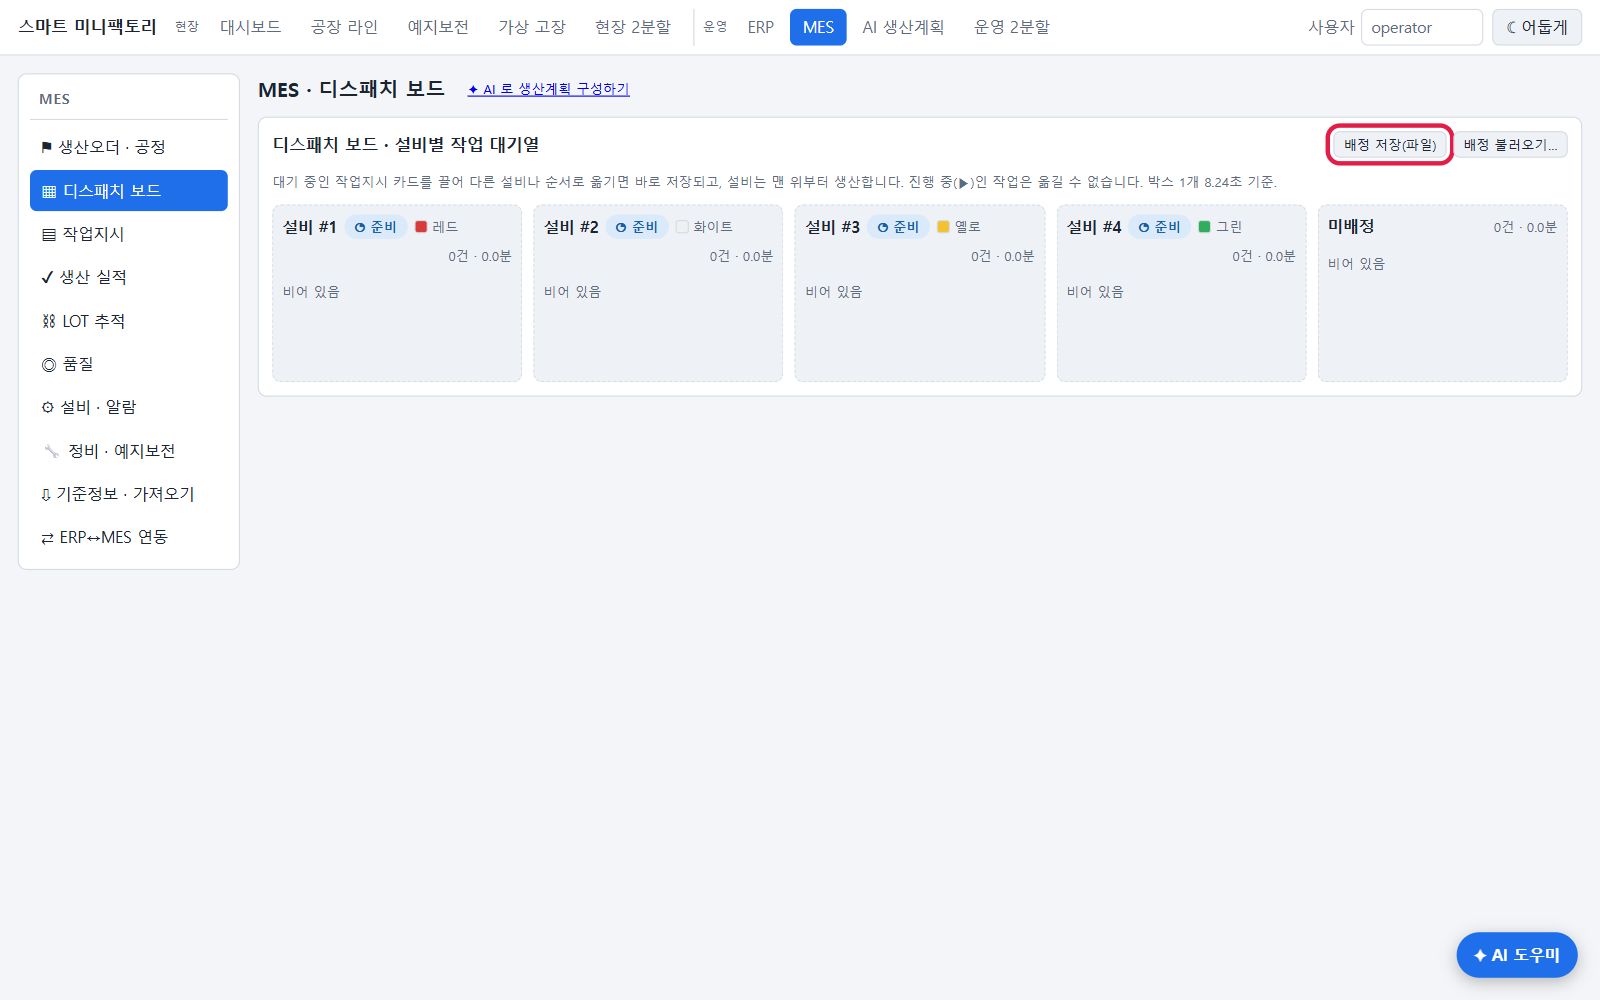 스마트 미니팩토리 현장 대시보드 공장 라인 예지보전 가상 고장 현장 2분할 운영 ERP MES AI 생산계획 운영 2분할 사용자 operator ☾ 어둡게
MES
⚑ 생산오더 · 공정
▦ 디스패치 보드
▤ 작업지시
✓ 생산 실적
⛓ LOT 추적
◎ 품질
⚙ 설비 · 알람
🔧 정비 · 예지보전
⇩ 기준정보 · 가져오기
⇄ ERP↔MES 연동
MES · 디스패치 보드 ✦ AI 로 생산계획 구성하기
디스패치 보드 · 설비별 작업 대기열 배정 저장(파일) 배정 불러오기...
대기 중인 작업지시 카드를 끌어 다른 설비나 순서로 옮기면 바로 저장되고, 설비는 맨 위부터 생산합니다. 진행 중(▶)인 작업은 옮길 수 없습니다. 박스 1개 8.24초 기준.
설비 #1 ◔ 준비 레드
0건 · 0.0분
비어 있음
설비 #2 ◔ 준비 화이트
0건 · 0.0분
비어 있음
설비 #3 ◔ 준비 옐로
0건 · 0.0분
비어 있음
설비 #4 ◔ 준비 그린
0건 · 0.0분
비어 있음
미배정 0건 · 0.0분
비어 있음
✦ AI 도우미